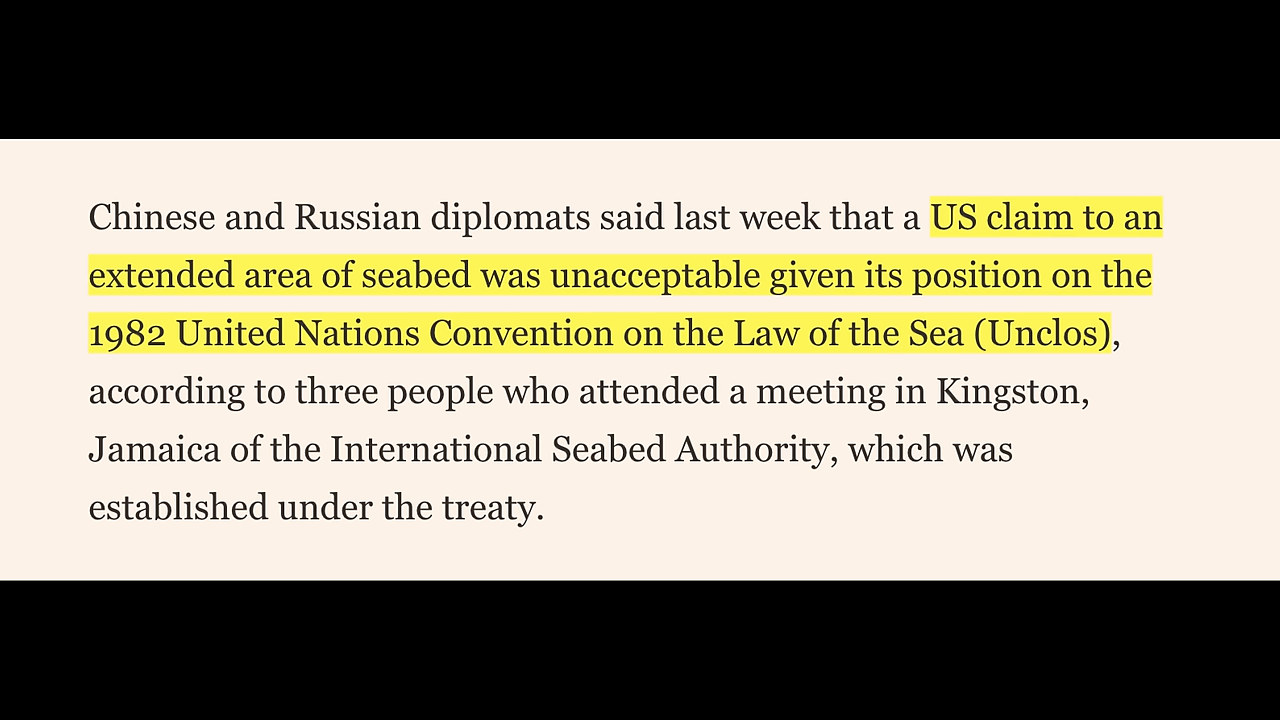 Chinese and Russian diplomats said last week that a US claim to an
extended area of seabed was unacceptable given its position on the
1982 United Nations Convention on the Law of the Sea (Unclos),
according to three people who attended a meeting in Kingston,
Jamaica of the International Seabed Authority, which was
established under the treaty.